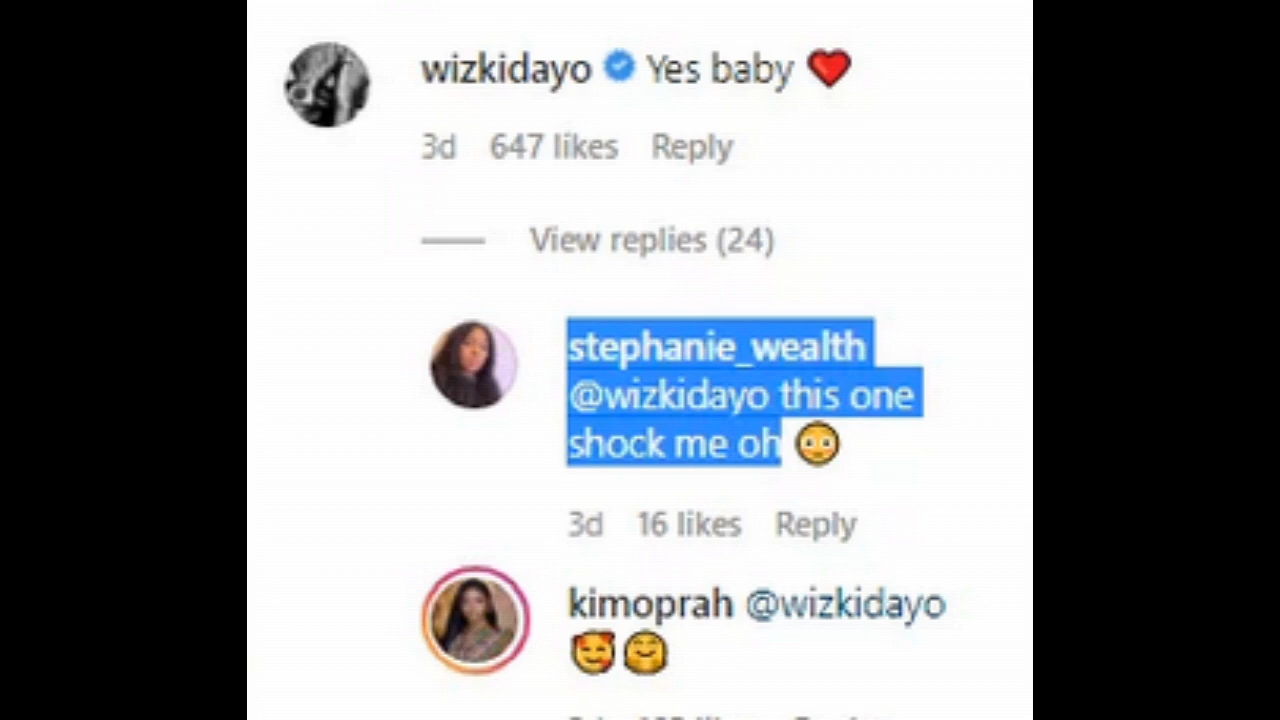 wizkidayo Yes baby ❤️
3d 647 likes Reply
View replies (24)
stephanie_wealth
@wizkidayo this one
shock me oh 😳
3d 16 likes Reply
kimoprah @wizkidayo
🥰🤗